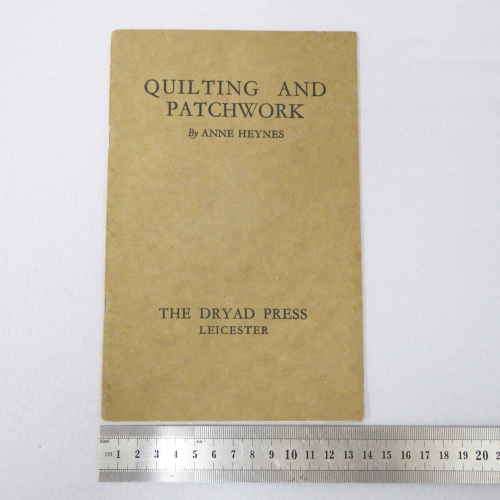 QUILTING AND
PATCHWORK
By ANNE HEYNES
THE DRYAD PRESS
LEICESTER
1 2 3 4 5 6 7 8 9 10 11 12 13 14 15 16 17 18 19 20